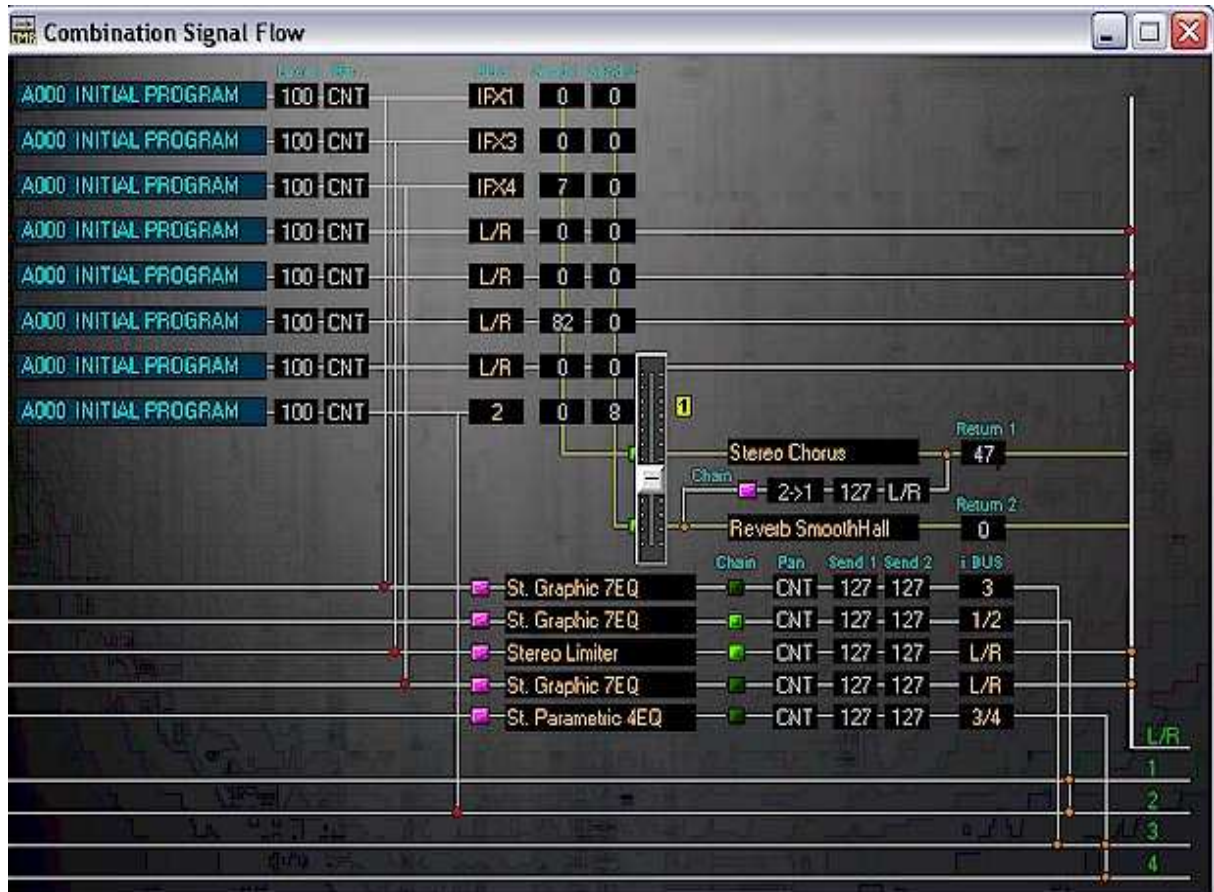 Combination Signal Flow
A000 INITIAL PROGRAM 100 CNT IFX1 0 0
A000 INITIAL PROGRAM 100 CNT IFX3 0 0
A000 INITIAL PROGRAM 100 CNT IFX4 7 0
A000 INITIAL PROGRAM 100 CNT L/R 0 0
A000 INITIAL PROGRAM 100 CNT L/R 0 0
A000 INITIAL PROGRAM 100 CNT L/R 82 0
A000 INITIAL PROGRAM 100 CNT L/R 0 0
A000 INITIAL PROGRAM 100 CNT 2 0 8 1
Return 1
Stereo Chorus 47
Chain 2->1 127 L/R
Return 2
Reverb SmoothHall 0
Chain Pan Send 1 Send 2 i BUS
St. Graphic 7EQ CNT 127 127 3
St. Graphic 7EQ CNT 127 127 1/2
Stereo Limiter CNT 127 127 L/R
St. Graphic 7EQ CNT 127 127 L/R
St. Parametric 4EQ CNT 127 127 3/4
L/R
1
2
3
4